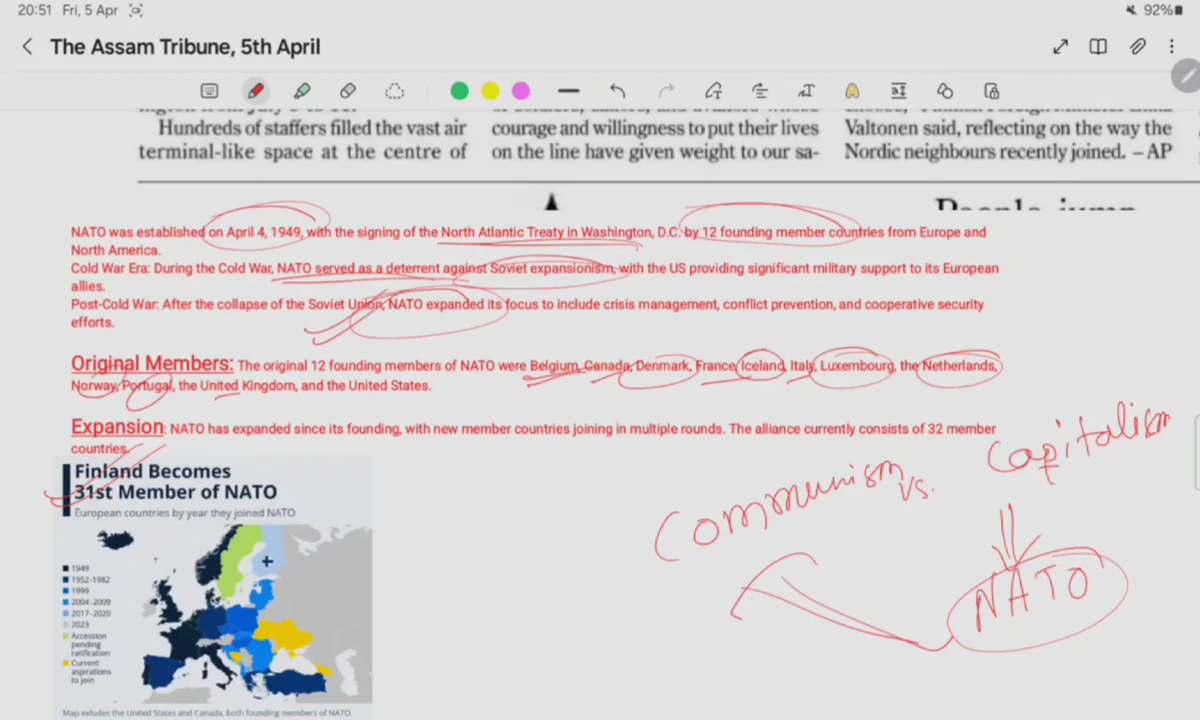 20:51 Fri, 5 Apr
92%
The Assam Tribune, 5th April
Hundreds of staffers filled the vast air
terminal-like space at the centre of
courage and willingness to put their lives
on the line have given weight to our sa-
Valtonen said, reflecting on the way the
Nordic neighbours recently joined. – AP
NATO was established on April 4, 1949, with the signing of the North Atlantic Treaty in Washington, D.C. by 12 founding member countries from Europe and
North America.
Cold War Era: During the Cold War, NATO served as a deterrent against Soviet expansionism, with the US providing significant military support to its European
allies.
Post-Cold War: After the collapse of the Soviet Union, NATO expanded its focus to include crisis management, conflict prevention, and cooperative security
efforts.
Original Members: The original 12 founding members of NATO were Belgium, Canada, Denmark, France, Iceland, Italy, Luxembourg, the Netherlands,
Norway, Portugal, the United Kingdom, and the United States.
Expansion: NATO has expanded since its founding, with new member countries joining in multiple rounds. The alliance currently consists of 32 member
countries.
Communism vs. Capitalism
NATO
Finland Becomes
31st Member of NATO
European countries by year they joined NATO
1949
1952-1982
1999
2004-2009
2017-2020
2023
Accession
pending
ratification
Current
aspirations
to join
Map exludes the United States and Canada, both founding members of NATO.